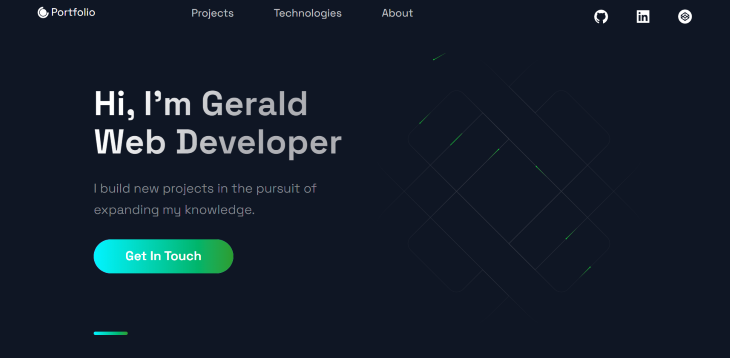 Portfolio
Projects
Technologies
About
Hi, I'm Gerald
Web Developer
I build new projects in the pursuit of
expanding my knowledge.
Get In Touch